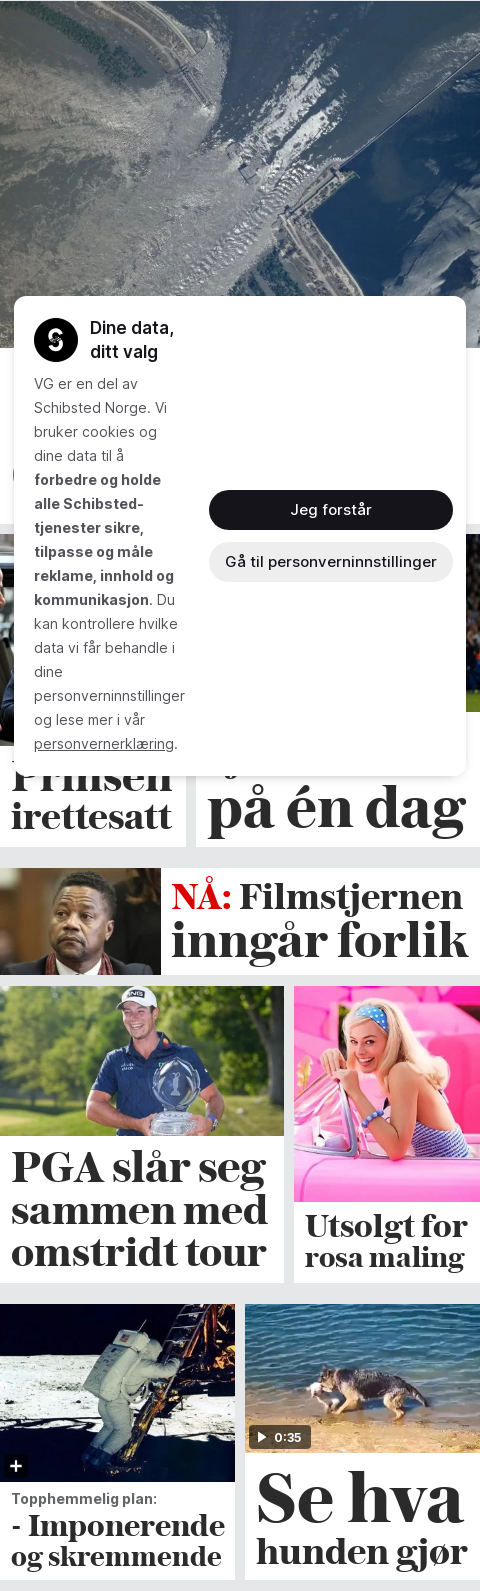 Dine data,
ditt valg
VG er en del av
Schibsted Norge. Vi
bruker cookies og
dine data til å
forbedre og holde
alle Schibsted-
tjenester sikre,
tilpasse og måle
reklame, innhold og
kommunikasjon. Du
kan kontrollere hvilke
data vi får behandle i
dine
personverninnstillinger
og lese mer i vår
personvernerklæring.
Jeg forstår
Gå til personverninnstillinger
Prinsen
irettesatt
på én dag
NÅ: Filmstjernen
inngår forlik
PING
PGA slår seg
sammen med
omstridt tour
Utsolgt for
rosa maling
0:35
Topphemmelig plan:
- Imponerende
og skremmende
Se hva
hunden gjør